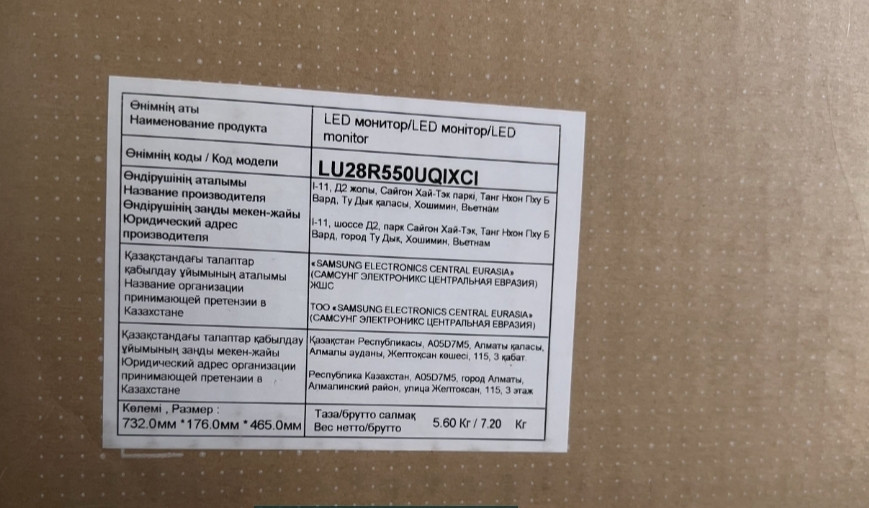 Өнімнің аты
Наименование продукта
LED монитор/LED монітор/LED
monitor
Өнімнің коды / Код модели
LU28R550UQIXCI
Өндірушінің аталымы
Название производителя
Өндірушінің заңды мекен-жайы
Юридический адрес
производителя
I-11, Д2 жолы, Сайгон Хай-Тэк паркі, Танг Нхон Пху Б
Вард, Ту Дык қаласы, Хошимин, Вьетнам
I-11, шоссе Д2, парк Сайгон Хай-Тэк, Танг Нхон Пху Б
Вард, город Ту Дык, Хошимин, Вьетнам
Қазақстандағы талаптар
қабылдау ұйымының аталымы
Название организации
принимающей претензии в
Казахстане
«SAMSUNG ELECTRONICS CENTRAL EURASIA»
(САМСУНГ ЭЛЕКТРОНИКС ЦЕНТРАЛЬНАЯ ЕВРАЗИЯ)
ЖШС
ТОО «SAMSUNG ELECTRONICS CENTRAL EURASIA»
(САМСУНГ ЭЛЕКТРОНИКС ЦЕНТРАЛЬНАЯ ЕВРАЗИЯ)
Қазақстандағы талаптар қабылдау
ұйымының заңды мекен-жайы
Юридический адрес организации
принимающей претензии в
Казахстане
Қазақстан Республикасы, A05D7M5, Алматы қаласы,
Алмалы ауданы, Желтоқсан көшесі, 115, 3 қабат.
Республика Казахстан, A05D7M5, город Алматы,
Алмалинский район, улица Желтоксан, 115, 3 этаж
Көлемі , Размер :
732.0мм *176.0мм *465.0мм
Таза/брутто салмақ
Вес нетто/брутто
5.60 Кг / 7.20 Кг